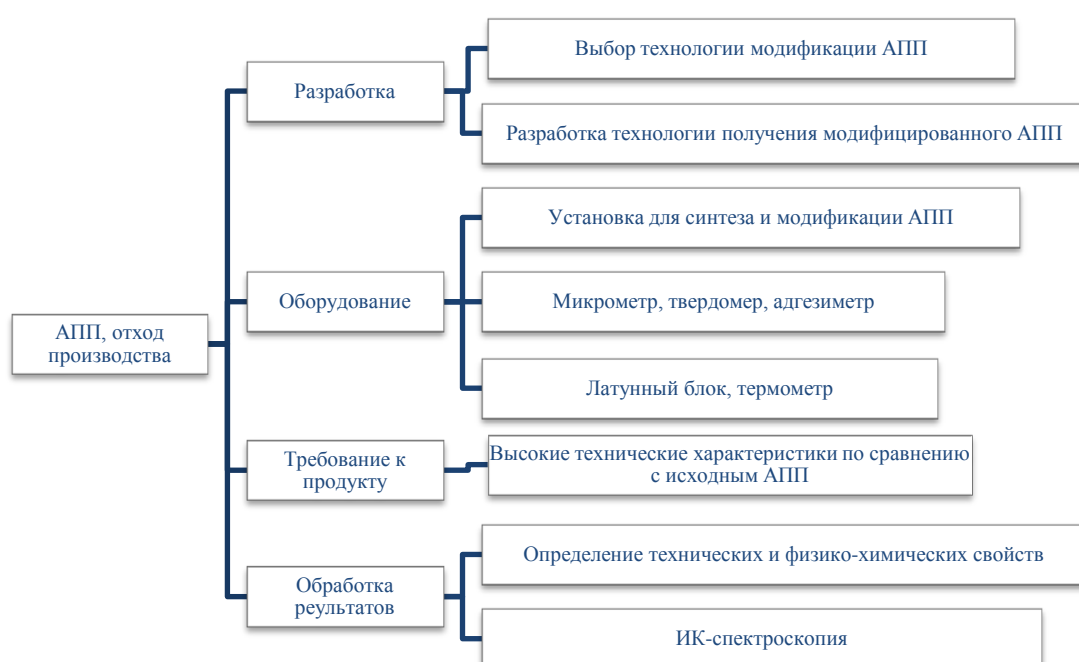 АПП, отход
производства
Разработка
Выбор технологии модификации АПП
Разработка технологии получения модифицированного АПП
Оборудование
Установка для синтеза и модификации АПП
Микрометр, твердомер, адгезиметр
Латунный блок, термометр
Требование к
продукту
Высокие технические характеристики по сравнению
с исходным АПП
Обработка
реультатов
Определение технических и физико-химических свойств
ИК-спектроскопия